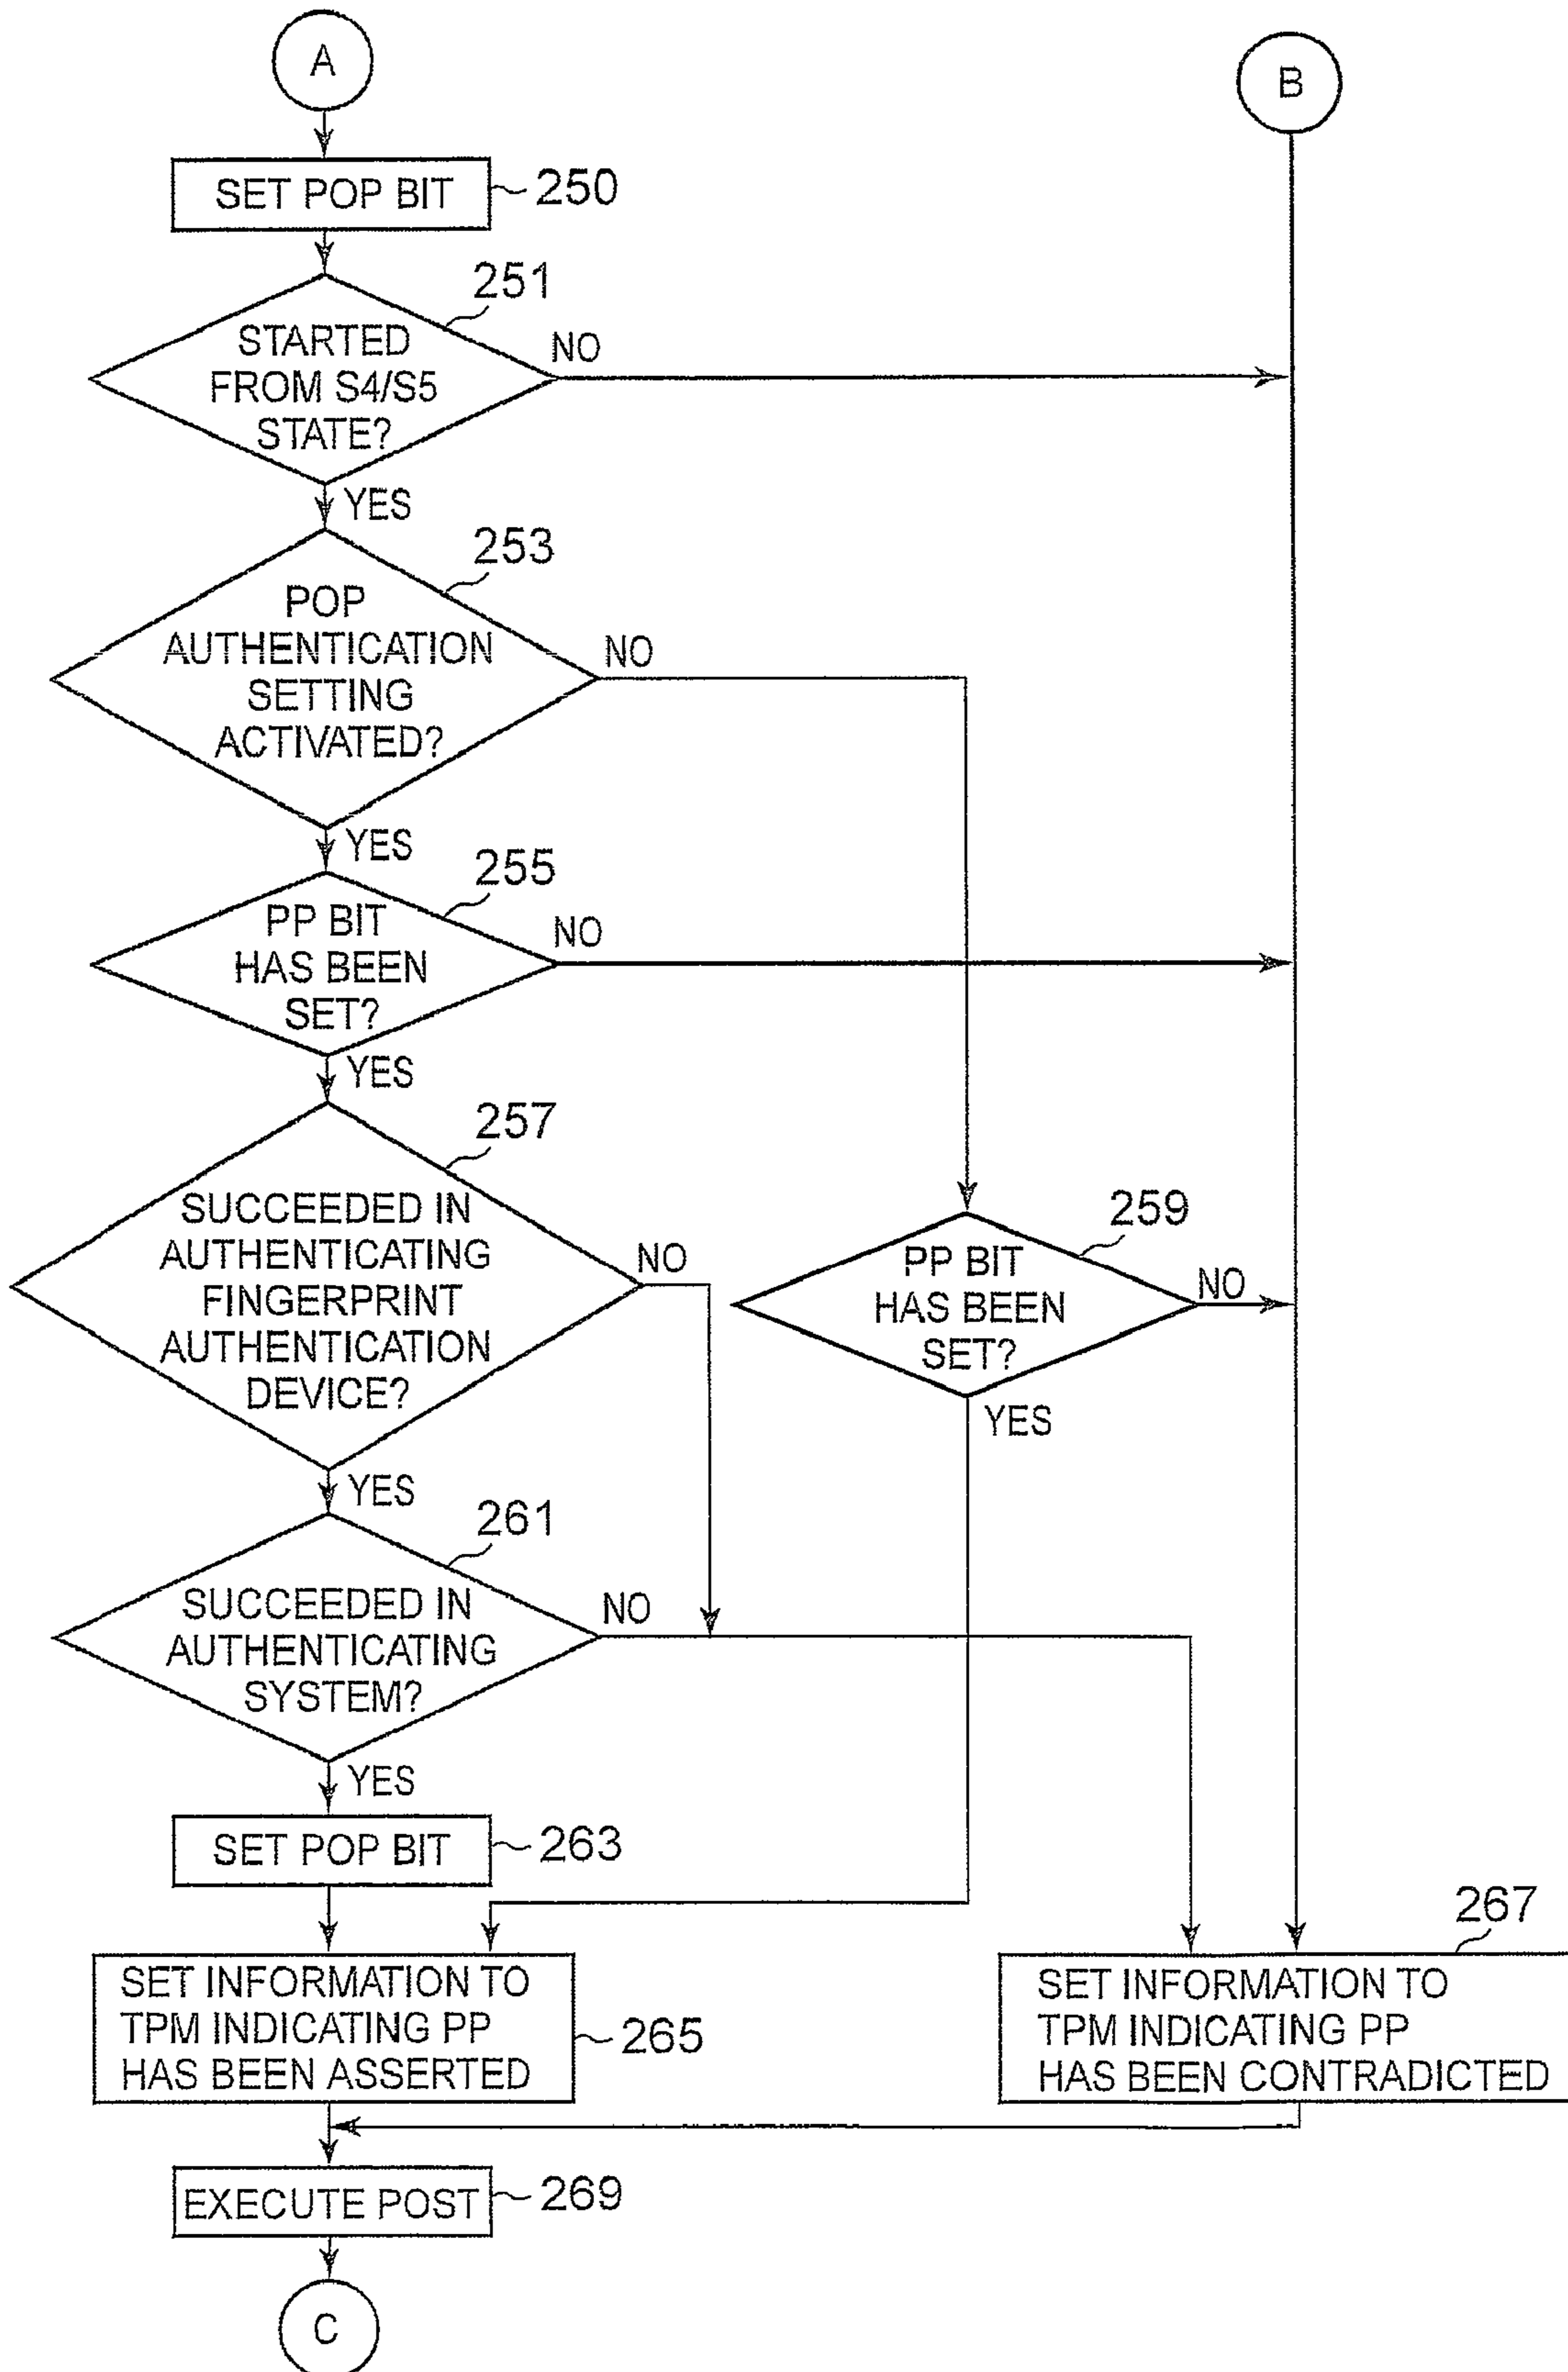 A
B
SET POP BIT
250
251
STARTED
FROM S4/S5
STATE?
NO
YES
253
POP
AUTHENTICATION
SETTING
ACTIVATED?
NO
YES
255
PP BIT
HAS BEEN
SET?
NO
YES
257
SUCCEEDED IN
AUTHENTICATING
FINGERPRINT
AUTHENTICATION
DEVICE?
NO
YES
259
PP BIT
HAS BEEN
SET?
NO
YES
261
SUCCEEDED IN
AUTHENTICATING
SYSTEM?
NO
YES
SET POP BIT
263
SET INFORMATION TO
TPM INDICATING PP
HAS BEEN ASSERTED
265
267
SET INFORMATION TO
TPM INDICATING PP
HAS BEEN CONTRADICTED
EXECUTE POST
269
C